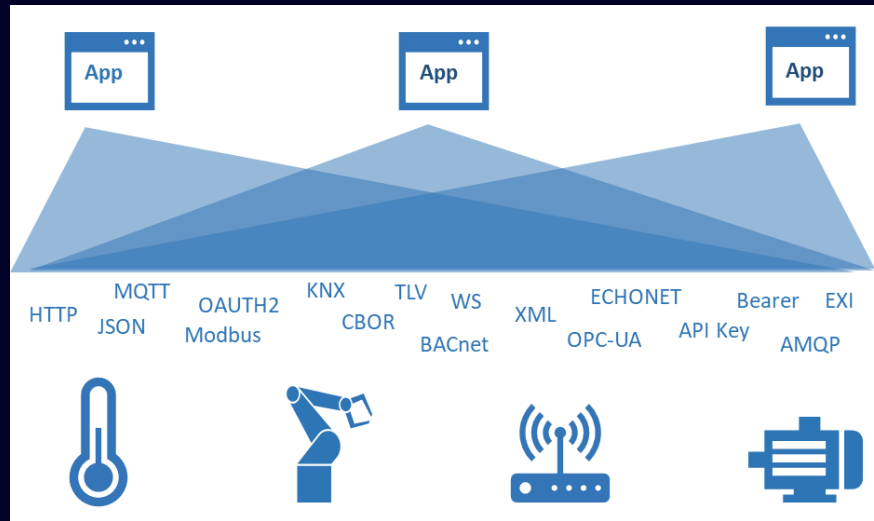 App
App
App
HTTP
MQTT
JSON
OAUTH2
Modbus
KNX
CBOR
TLV
WS
BACnet
XML
ECHONET
OPC-UA
API Key
Bearer
AMQP
EXI